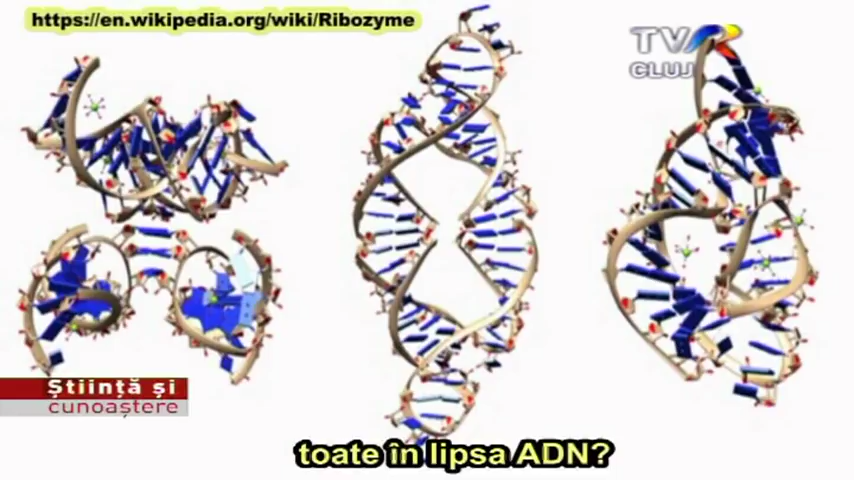 https://en.wikipedia.org/wiki/Ribozyme
TVR
CLUJ
Știință și
cunoaștere
toate în lipsa ADN?